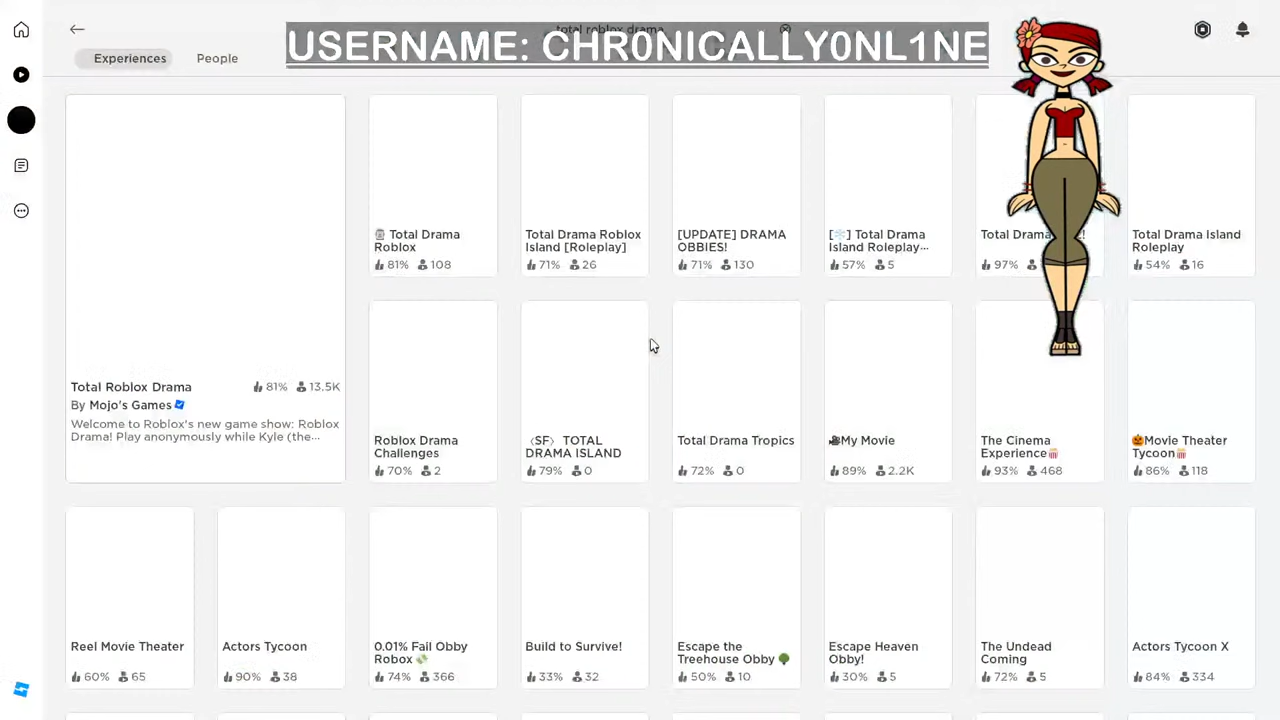 total roblox drama
USERNAME: CHR0NICALLY0NL1NE
Experiences
People
Total Roblox Drama
81% 13.5K
By Mojo's Games
Welcome to Roblox's new game show: Roblox
Drama! Play anonymously while Kyle (the...
Total Drama
Roblox
81% 108
Total Drama Roblox
Island [Roleplay]
71% 26
[UPDATE] DRAMA
OBBIES!
71% 130
[❄️] Total Drama
Island Roleplay...
57% 5
Total Drama
97%
Total Drama Island
Roleplay
54% 16
Roblox Drama
Challenges
70% 2
〈SF〉 TOTAL
DRAMA ISLAND
79% 0
Total Drama Tropics
72% 0
🎥My Movie
89% 2.2K
The Cinema
Experience🍿
93% 468
🎃Movie Theater
Tycoon🍿
86% 118
Reel Movie Theater
60% 65
Actors Tycoon
90% 38
0.01% Fail Obby
Robox 💸
74% 366
Build to Survive!
33% 32
Escape the
Treehouse Obby 🌳
50% 10
Escape Heaven
Obby!
30% 5
The Undead
Coming
72% 5
Actors Tycoon X
84% 334